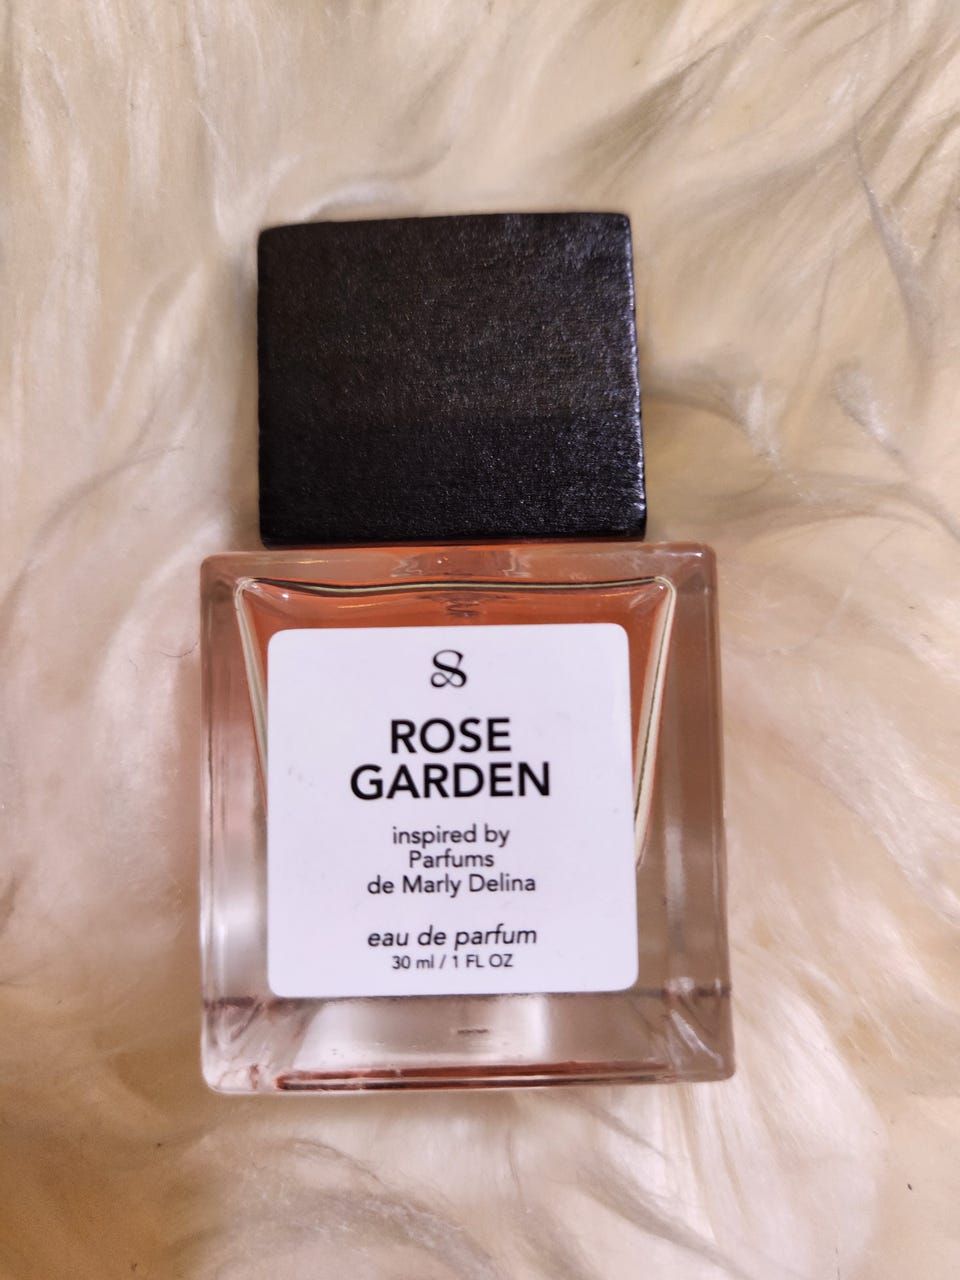 S
ROSE
GARDEN
inspired by
Parfums
de Marly Delina
eau de parfum
30 ml / 1 FL OZ